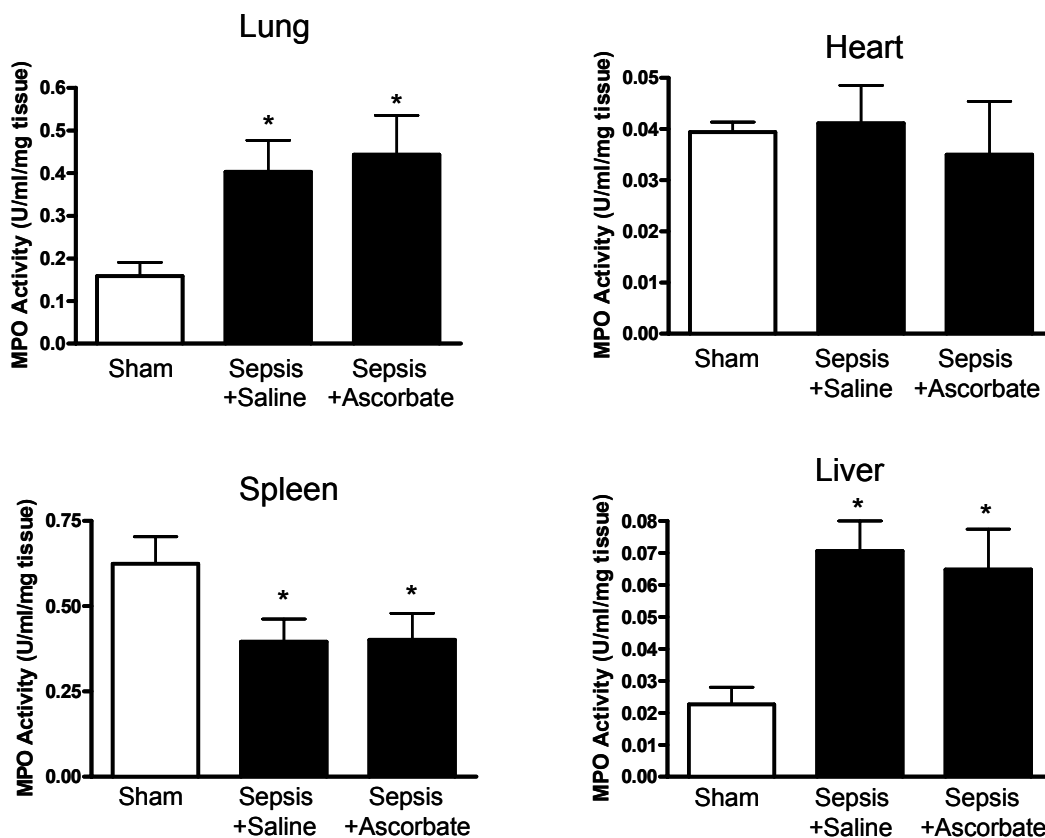 Lung
MPO Activity (U/ml/mg tissue)
0.6
0.5
0.4
0.3
0.2
0.1
0.0
*
*
Sham
Sepsis
+Saline
Sepsis
+Ascorbate
Heart
MPO Activity (U/ml/mg tissue)
0.05
0.04
0.03
0.02
0.01
0.00
Sham
Sepsis
+Saline
Sepsis
+Ascorbate
Spleen
MPO Activity (U/ml/mg tissue)
0.75
0.50
0.25
0.00
*
*
Sham
Sepsis
+Saline
Sepsis
+Ascorbate
Liver
MPO Activity (U/ml/mg tissue)
0.08
0.07
0.06
0.05
0.04
0.03
0.02
0.01
0.00
*
*
Sham
Sepsis
+Saline
Sepsis
+Ascorbate